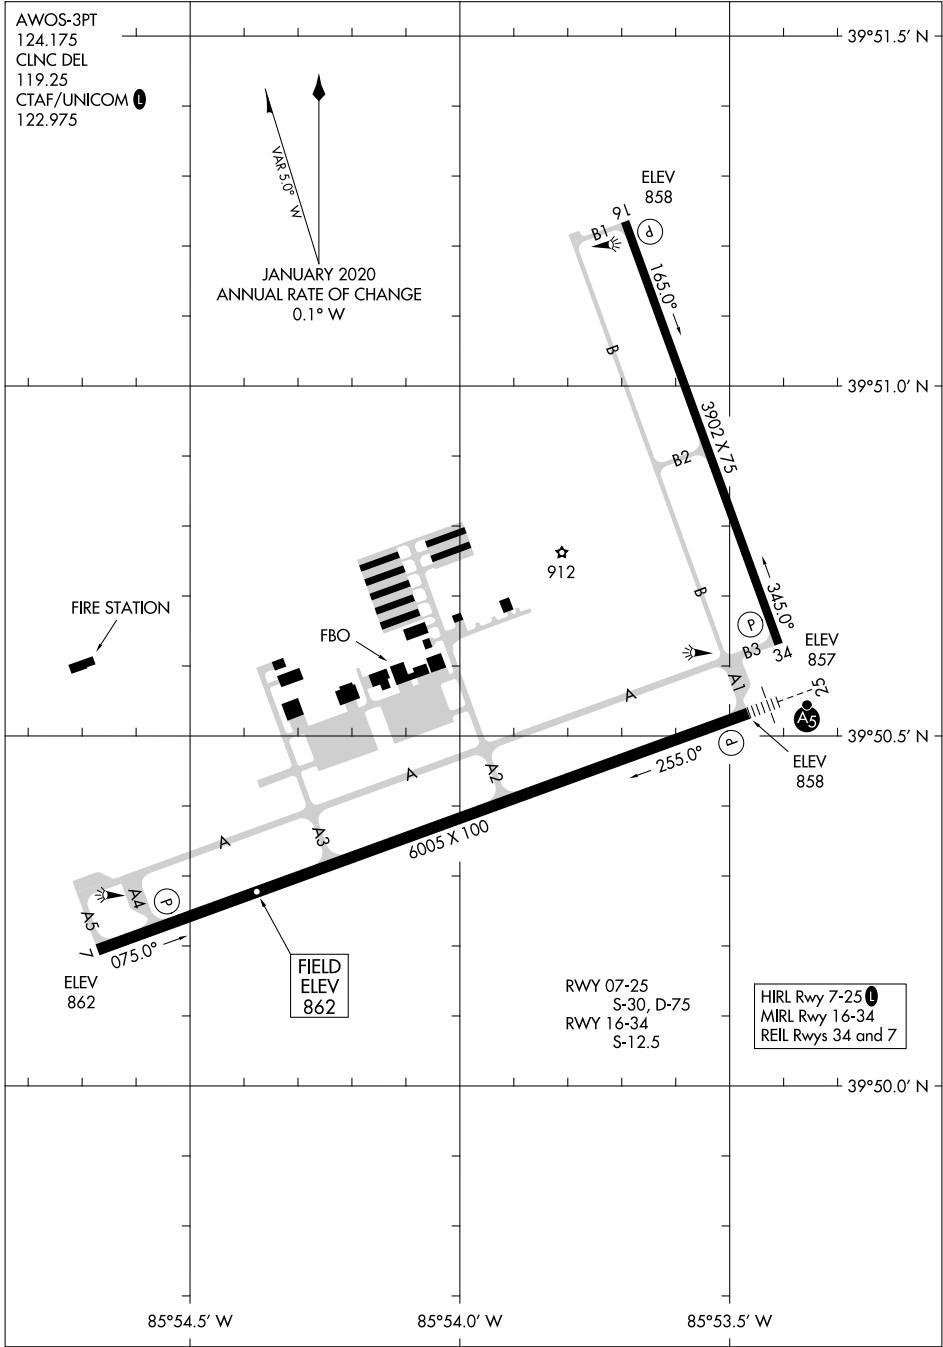 AWOS-3PT
124.175
CLNC DEL
119.25
CTAF/UNICOM L
122.975
39°51.5' N
VAR 5.0° W
JANUARY 2020
ANNUAL RATE OF CHANGE
0.1° W
ELEV
858
16
P
B1
165.0°
B
39°51.0' N
3902 X 75
B2
912
FIRE STATION
FBO
B
345.0°
P
B3
34
ELEV
857
A1
25
A5
A
P
39°50.5' N
255.0°
ELEV
858
A
A2
A
A3
6005 X 100
A4
P
A5
7
075.0°
ELEV
862
FIELD
ELEV
862
RWY 07-25
S-30, D-75
RWY 16-34
S-12.5
HIRL Rwy 7-25 L
MIRL Rwy 16-34
REIL Rwys 34 and 7
39°50.0' N
85°54.5' W
85°54.0' W
85°53.5' W